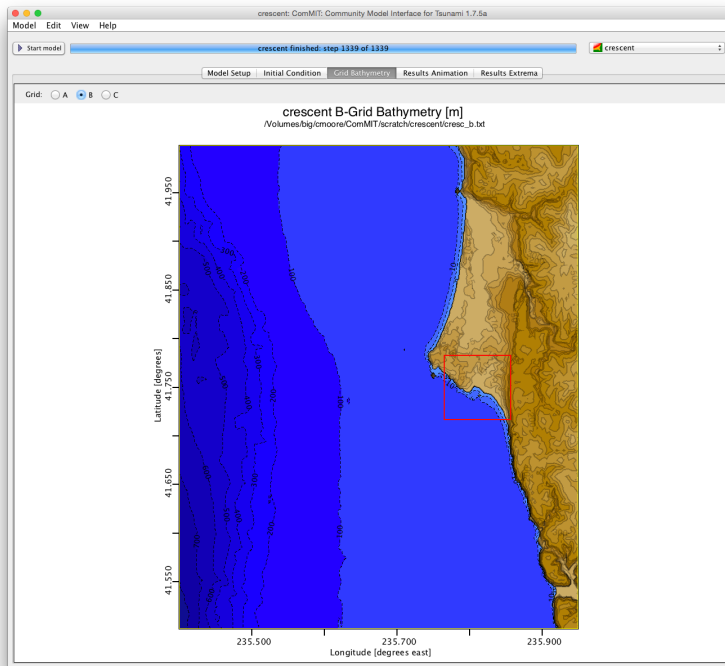 crescent: ComMIT: Community Model Interface for Tsunami 1.7.5a
Model Edit View Help
Start model
crescent finished: step 1339 of 1339
crescent
Model Setup Initial Condition Grid Bathymetry Results Animation Results Extrema
Grid: A B C
crescent B-Grid Bathymetry [m]
/Volumes/big/cmoore/ComMIT/scratch/crescent/cresc_b.txt
41.950
41.850
41.750
41.650
41.550
Latitude [degrees]
235.500 235.700 235.900
Longitude [degrees east]